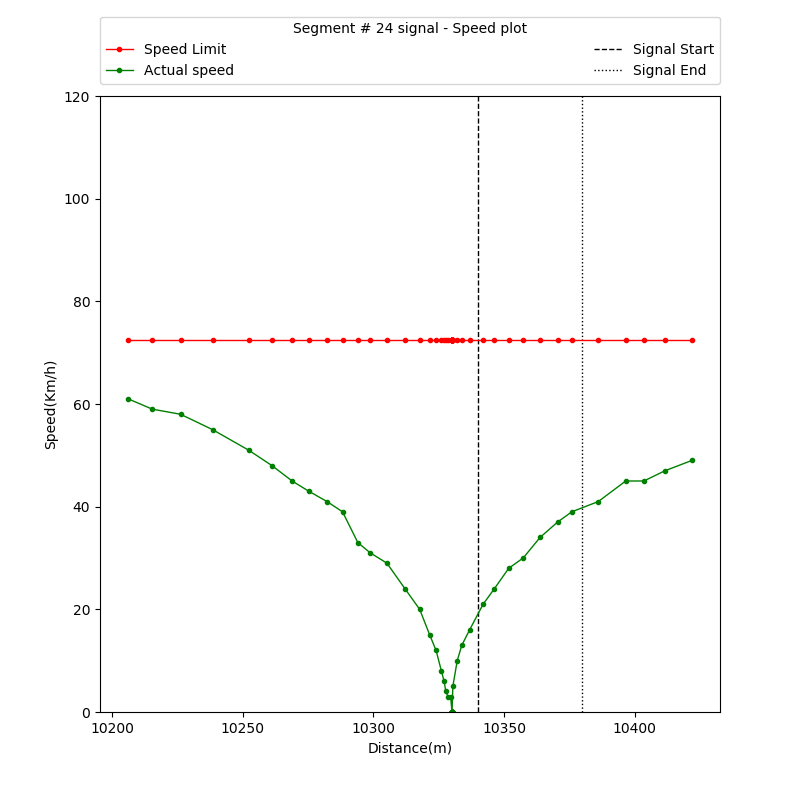 Segment # 24 signal - Speed plot
Speed Limit
Actual speed
Signal Start
Signal End
120
100
80
60
40
20
0
Speed(Km/h)
10200
10250
10300
10350
10400
Distance(m)